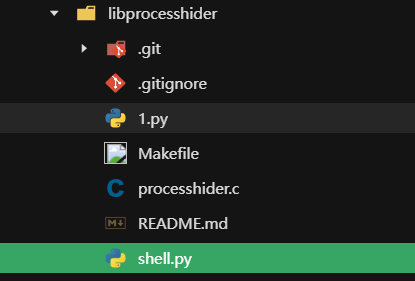 libprocesshider
.git
.gitignore
1.py
Makefile
C processhider.c
README.md
shell.py